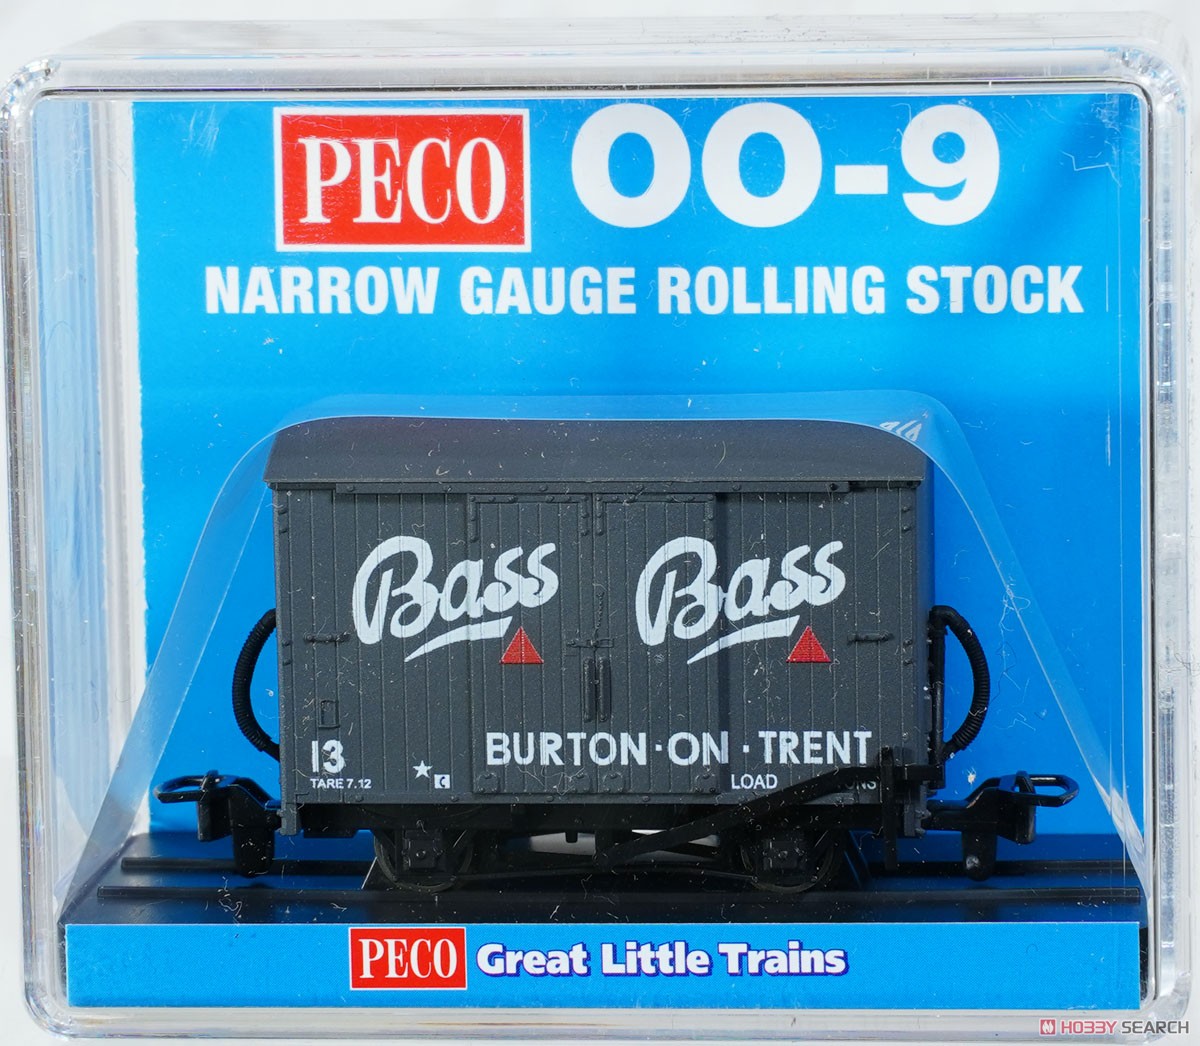 PECO OO-9
NARROW GAUGE ROLLING STOCK
Bass Bass
BURTON·ON·TRENT
13
TARE 7.12
C
LOAD
PECO Great Little Trains
HOBBY SEARCH